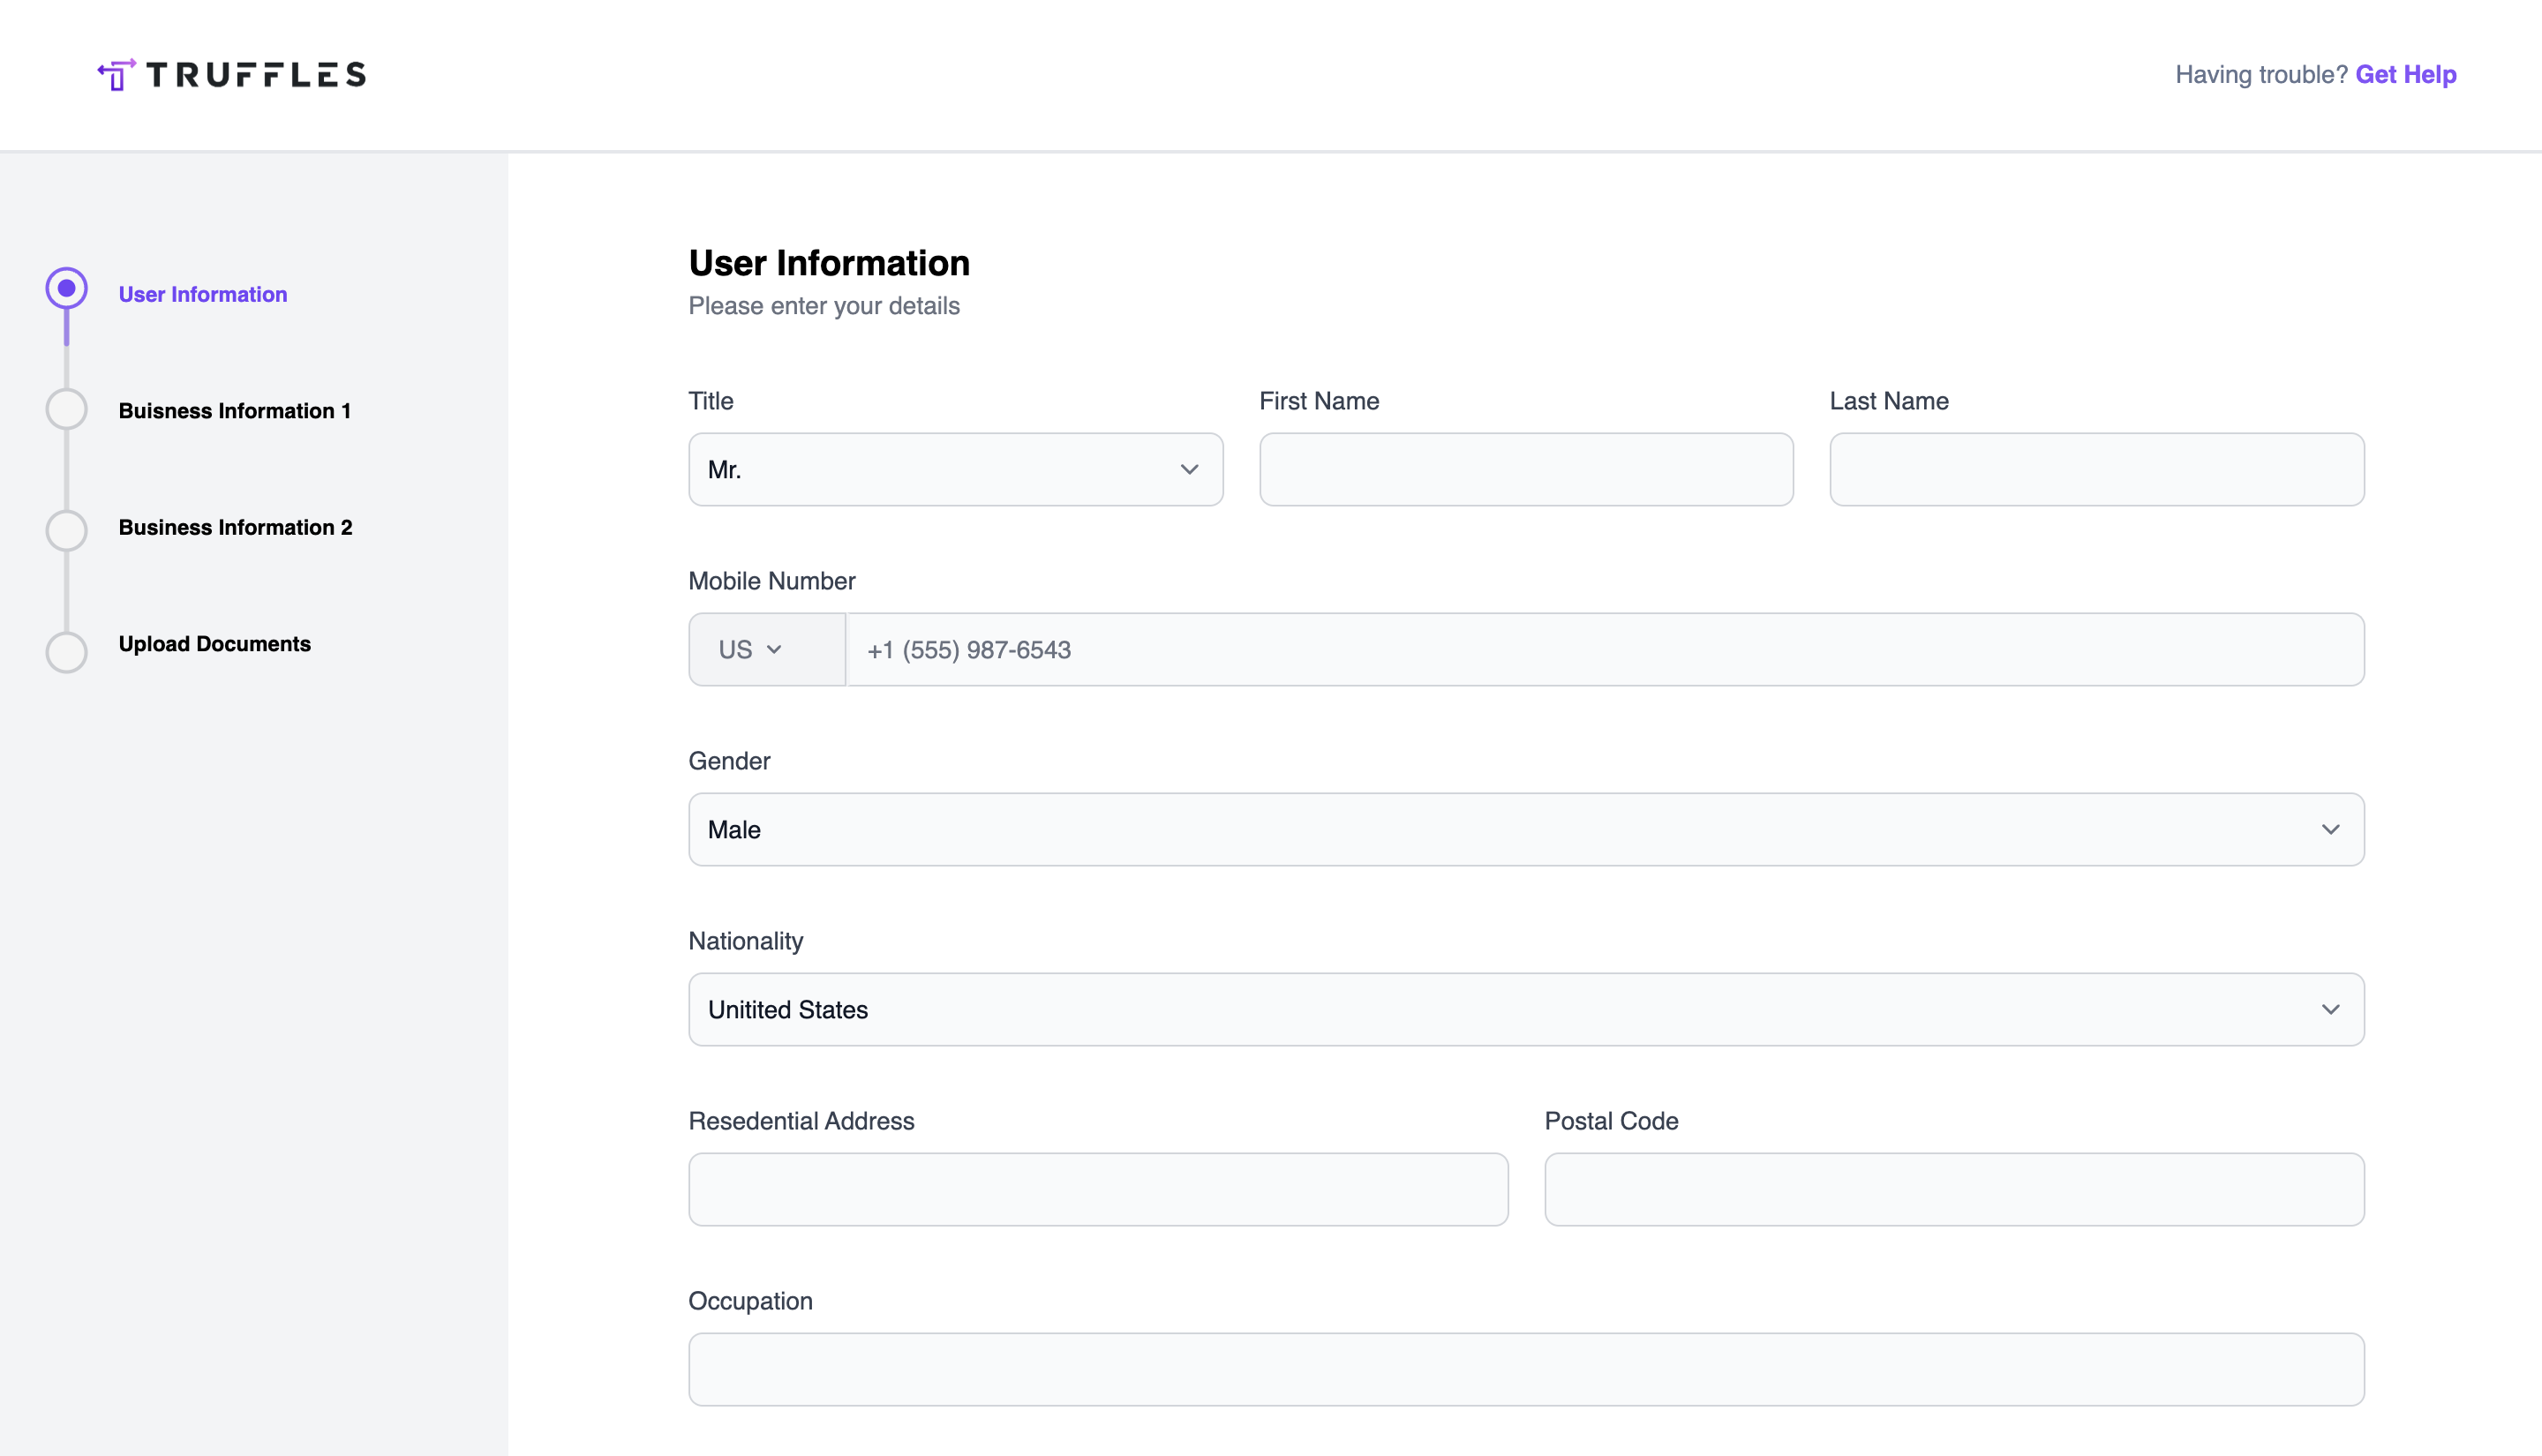 TRUFFLES
Having trouble? Get Help
User Information
Buisness Information 1
Business Information 2
Upload Documents
User Information
Please enter your details
Title
First Name
Last Name
Mr.
Mobile Number
US
+1 (555) 987-6543
Gender
Male
Nationality
Unitited States
Resedential Address
Postal Code
Occupation